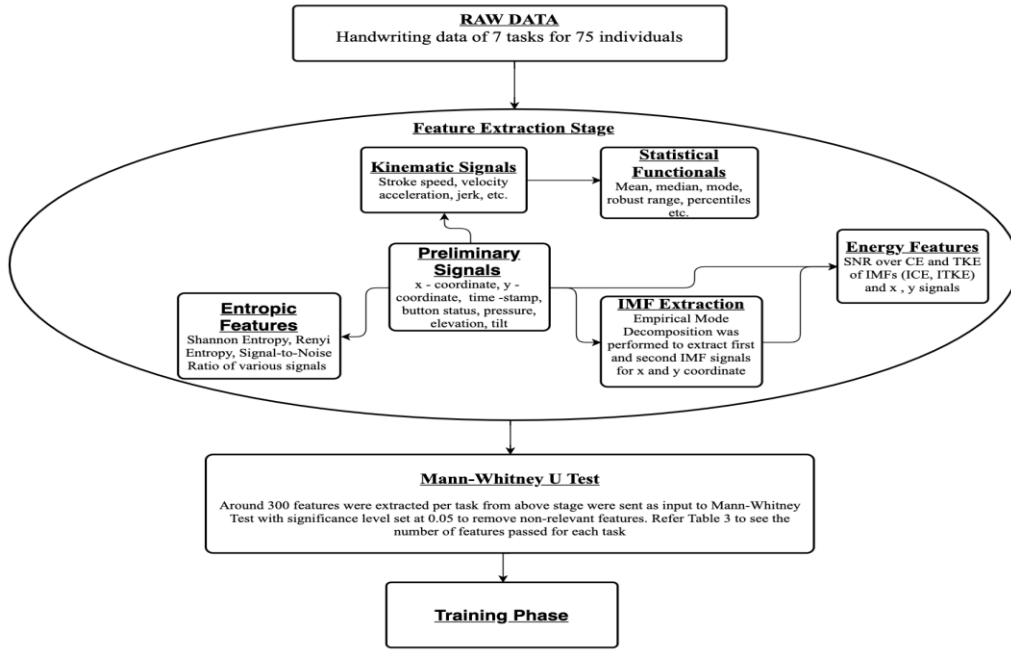 RAW DATA
Handwriting data of 7 tasks for 75 individuals
Feature Extraction Stage
Kinematic Signals
Stroke speed, velocity
acceleration, jerk, etc.
Statistical
Functionals
Mean, median, mode,
robust range, percentiles
etc.
Preliminary
Signals
x - coordinate, y -
coordinate, time -stamp,
button status, pressure,
elevation, tilt
Energy Features
SNR over CE and TKE
of IMFs (ICE, ITKE)
and x , y signals
Entropic
Features
Shannon Entropy, Renyi
Entropy, Signal-to-Noise
Ratio of various signals
IMF Extraction
Empirical Mode
Decomposition was
performed to extract first
and second IMF signals
for x and y coordinate
Mann-Whitney U Test
Around 300 features were extracted per task from above stage were sent as input to Mann-Whitney
Test with significance level set at 0.05 to remove non-relevant features. Refer Table 3 to see the
number of features passed for each task
Training Phase